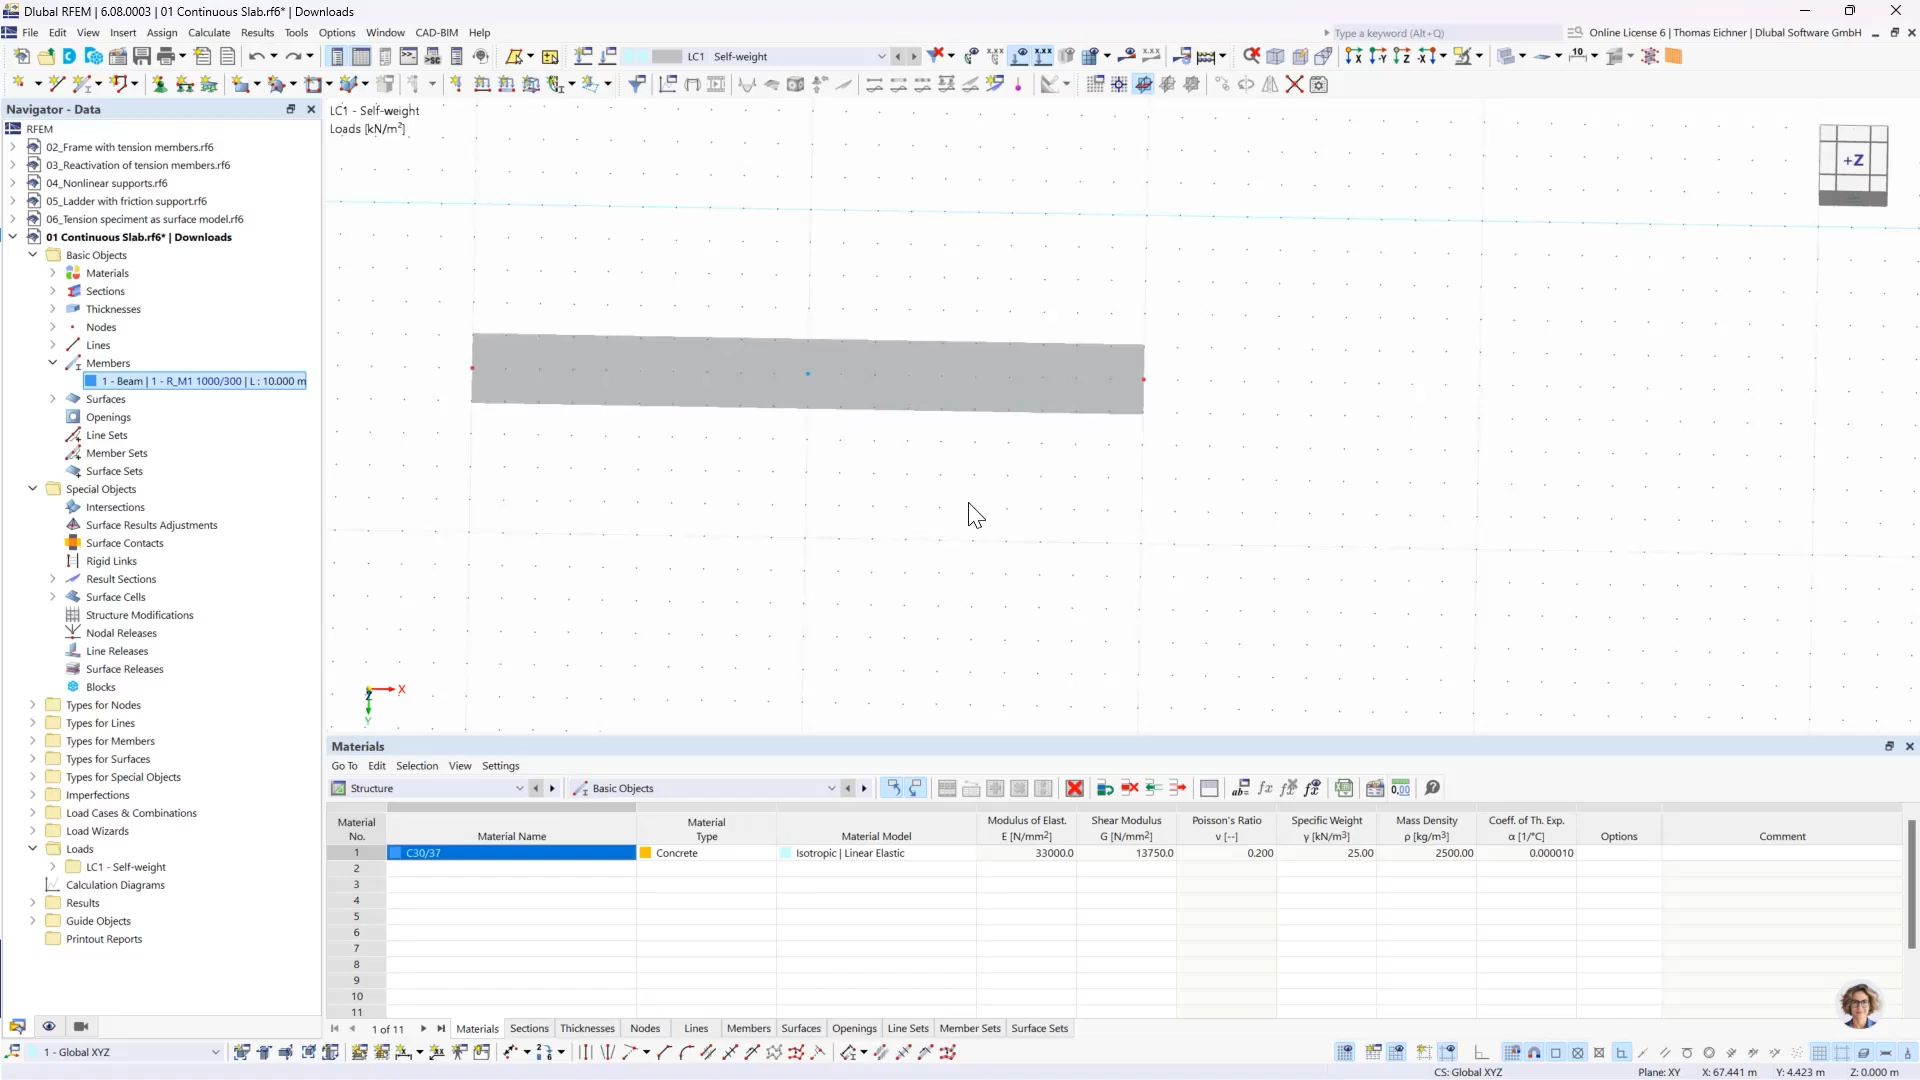 Dlubal RFEM | 6.08.0003 | 01 Continuous Slab.rf6* | Downloads
File Edit View Insert Assign Calculate Results Tools Options Window CAD-BIM Help
Type a keyword (Alt+Q)
Online License 6 | Thomas Eichner | Dlubal Software GmbH
LC1 Self-weight
Navigator - Data
RFEM
02_Frame with tension members.rf6
03_Reactivation of tension members.rf6
04_Nonlinear supports.rf6
05_Ladder with friction support.rf6
06_Tension speciment as surface model.rf6
01 Continuous Slab.rf6* | Downloads
Basic Objects
Materials
Sections
Thicknesses
Nodes
Lines
Members
1 - Beam | 1 - R_M1 1000/300 | L : 10.000 m
Surfaces
Openings
Line Sets
Member Sets
Surface Sets
Special Objects
Intersections
Surface Results Adjustments
Surface Contacts
Rigid Links
Result Sections
Surface Cells
Structure Modifications
Nodal Releases
Line Releases
Surface Releases
Blocks
Types for Nodes
Types for Lines
Types for Members
Types for Surfaces
Types for Special Objects
Imperfections
Load Cases & Combinations
Load Wizards
Loads
LC1 - Self-weight
Calculation Diagrams
Results
Guide Objects
Printout Reports
LC1 - Self-weight
Loads [kN/m²]
+Z
X
Z
Y
Materials
Go To Edit Selection View Settings
Structure
Basic Objects
Material No. Material Name Material Type Material Model Modulus of Elast. E [N/mm²] Shear Modulus G [N/mm²] Poisson's Ratio ν [--] Specific Weight γ [kN/m³] Mass Density ρ [kg/m³] Coeff. of Th. Exp. α [1/°C] Options Comment
1 C30/37 Concrete Isotropic | Linear Elastic 33000.0 13750.0 0.200 25.00 2500.00 0.000010
2
3
4
5
6
7
8
9
10
11
1 of 11 Materials Sections Thicknesses Nodes Lines Members Surfaces Openings Line Sets Member Sets Surface Sets
1 - Global XYZ
CS: Global XYZ Plane: XY X: 67.441 m Y: 4.423 m Z: 0.000 m